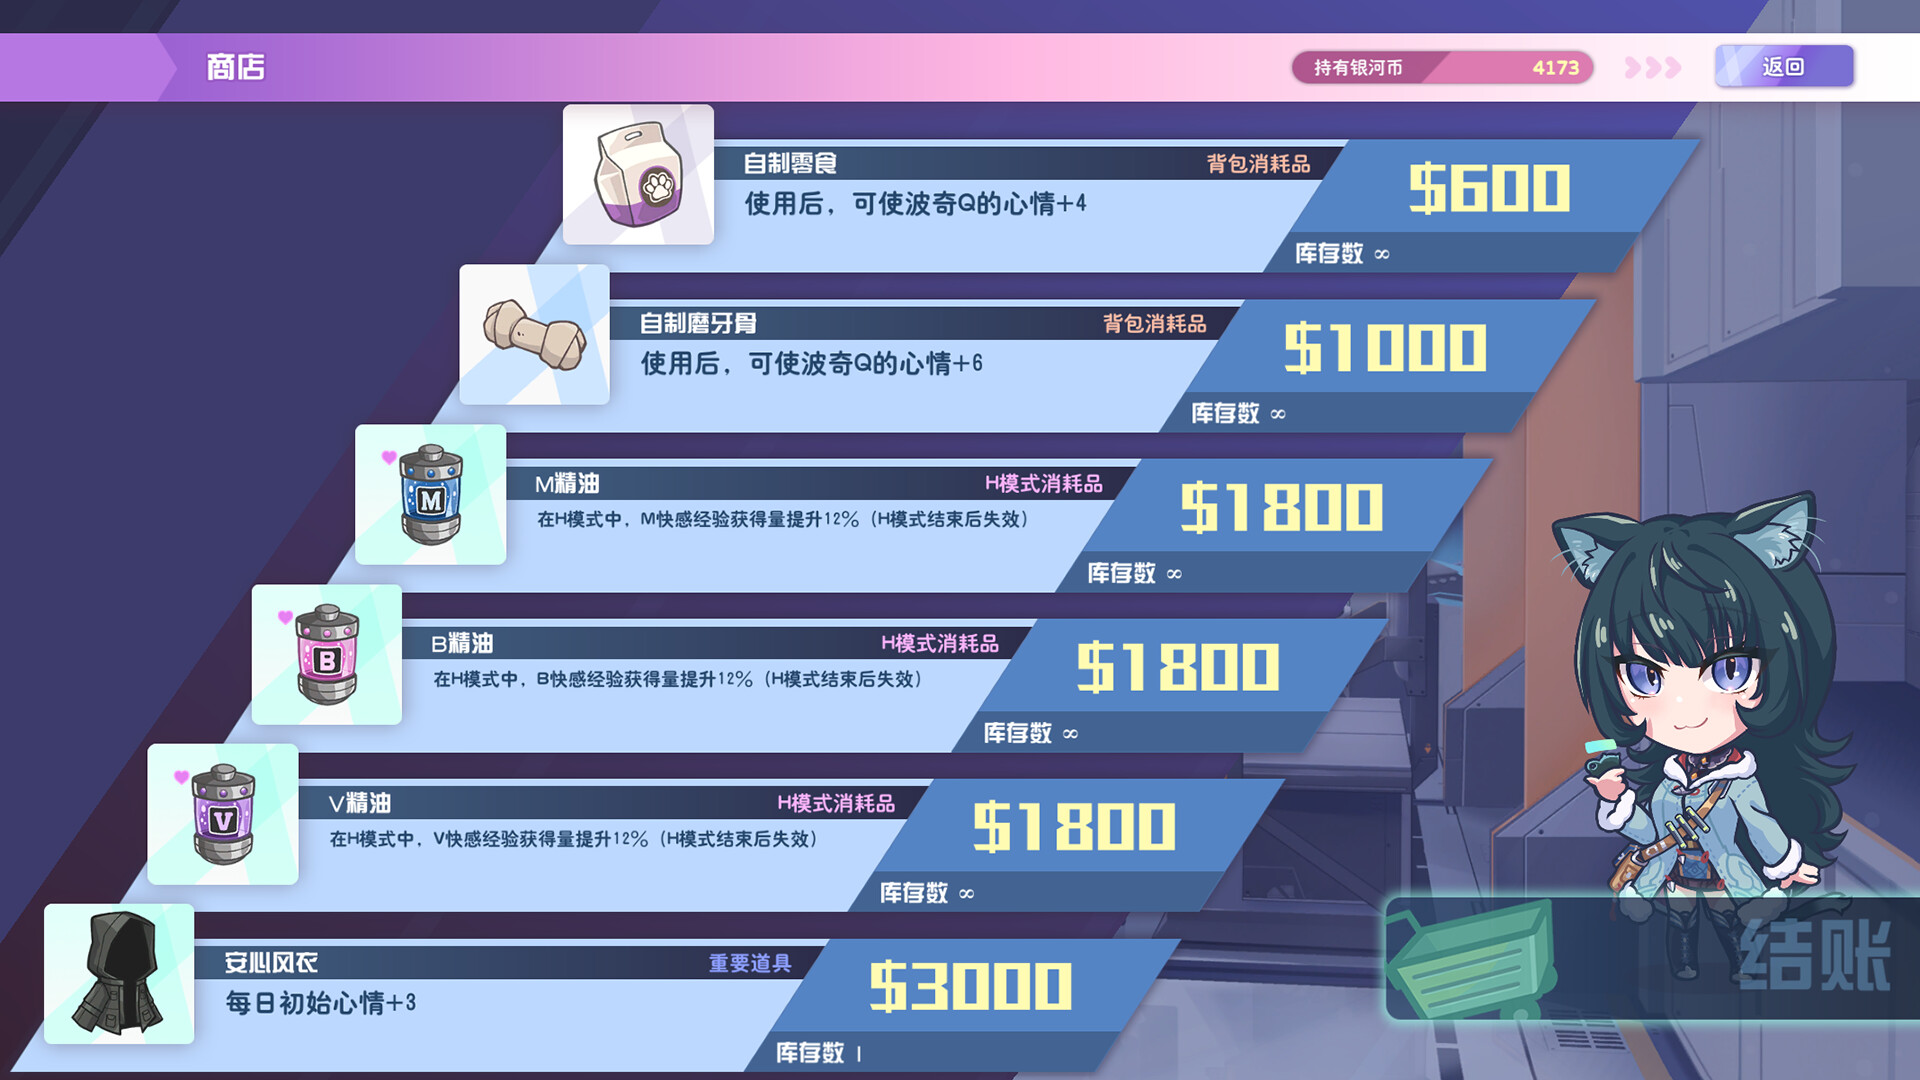 商店
持有银河币 4173
返回
自制零食 背包消耗品
使用后，可使波奇Q的心情+4
$600
库存数 ∞
自制磨牙骨 背包消耗品
使用后，可使波奇Q的心情+6
$1000
库存数 ∞
M
M精油 H模式消耗品
在H模式中，M快感经验获得量提升12%（H模式结束后失效）
$1800
库存数 ∞
B
B精油 H模式消耗品
在H模式中，B快感经验获得量提升12%（H模式结束后失效）
$1800
库存数 ∞
V
V精油 H模式消耗品
在H模式中，V快感经验获得量提升12%（H模式结束后失效）
$1800
库存数 ∞
安心风衣 重要道具
每日初始心情+3
$3000
库存数 1
结账